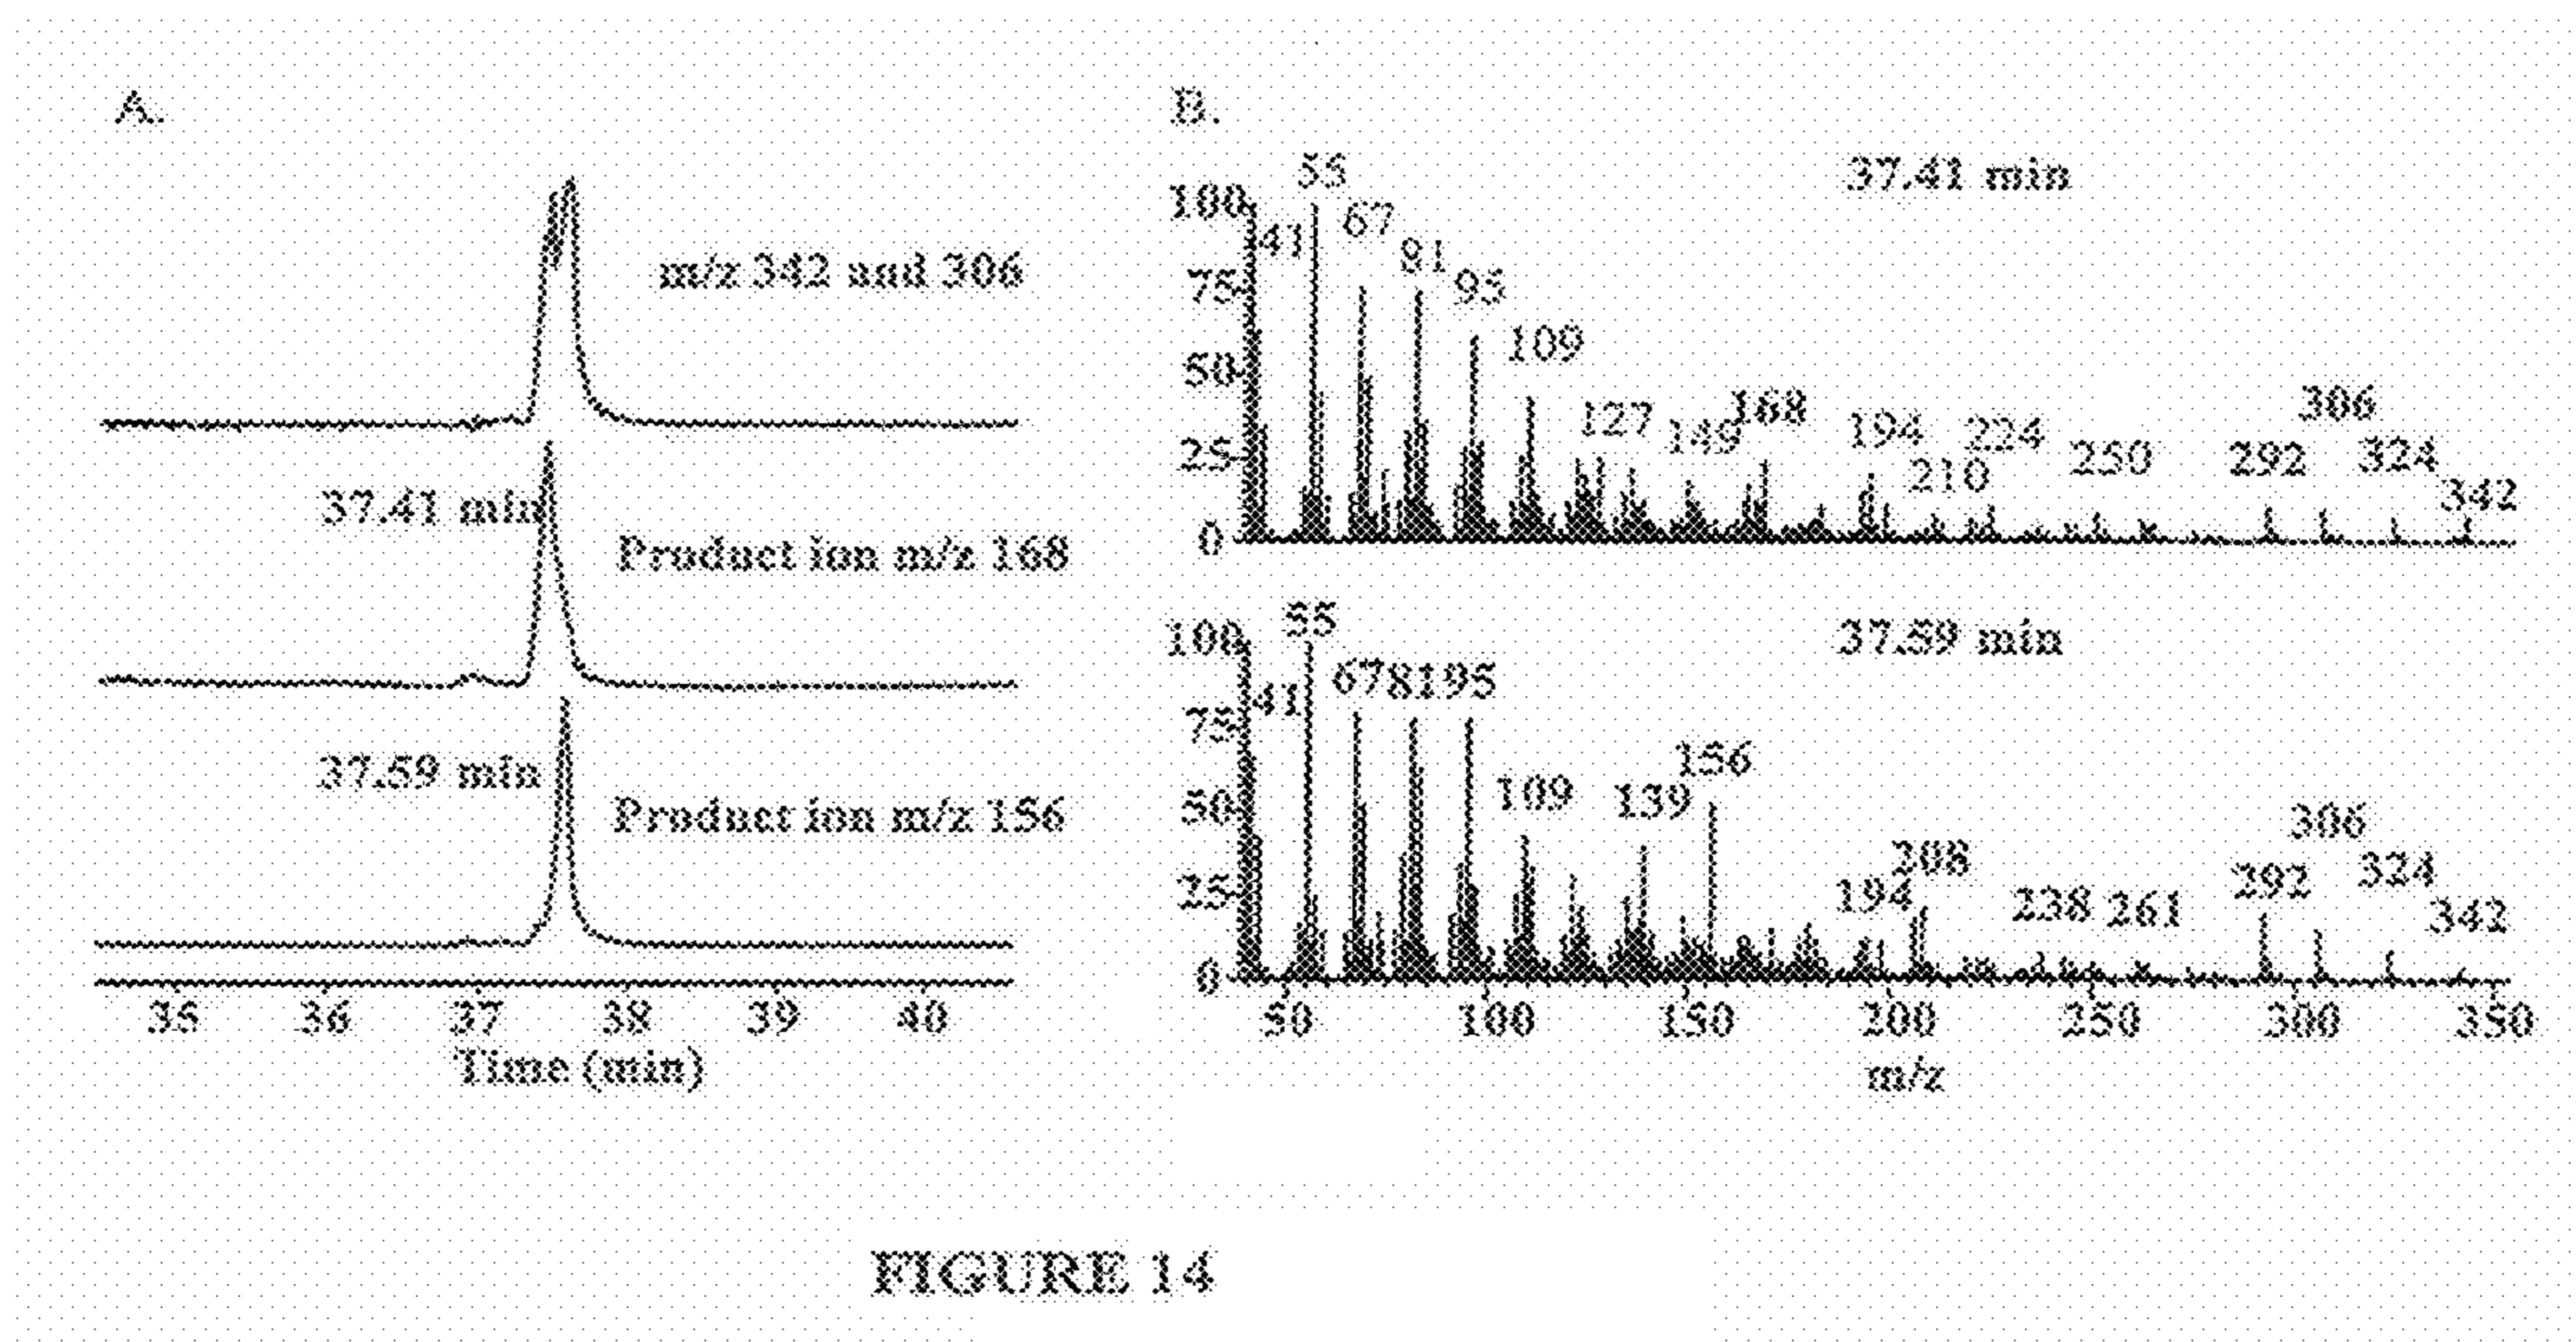 A.
m/z 342 and 306
37.41 min
Product ion m/z 168
37.59 min
Product ion m/z 156
35 36 37 38 39 40
Time (min)
B.
37.41 min
100 75 50 25 0
41 55 67 81 95 109 127 149 168 194 210 224 250 292 306 324 342
37.59 min
100 75 50 25 0
41 55 67 81 95 109 139 156 194 208 238 261 292 306 324 342
50 100 150 200 250 300 350
m/z
FIGURE 14